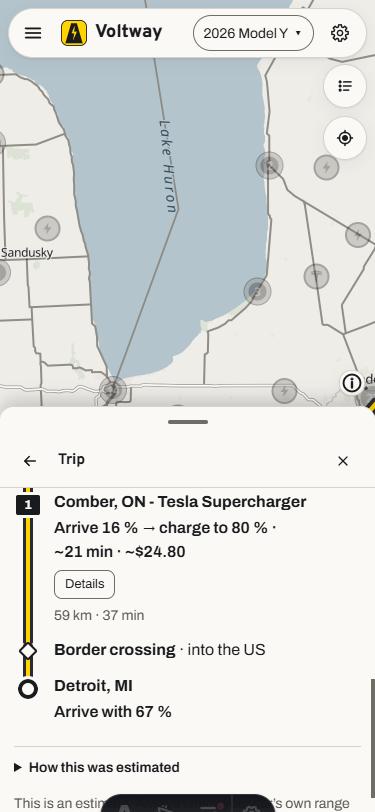 Voltway
2026 Model Y
Lake Huron
Sandusky
Trip
1
Comber, ON - Tesla Supercharger
Arrive 16 % → charge to 80 % ·
~21 min · ~$24.80
Details
59 km · 37 min
Border crossing · into the US
Detroit, MI
Arrive with 67 %
How this was estimated
This is an estim
's own range